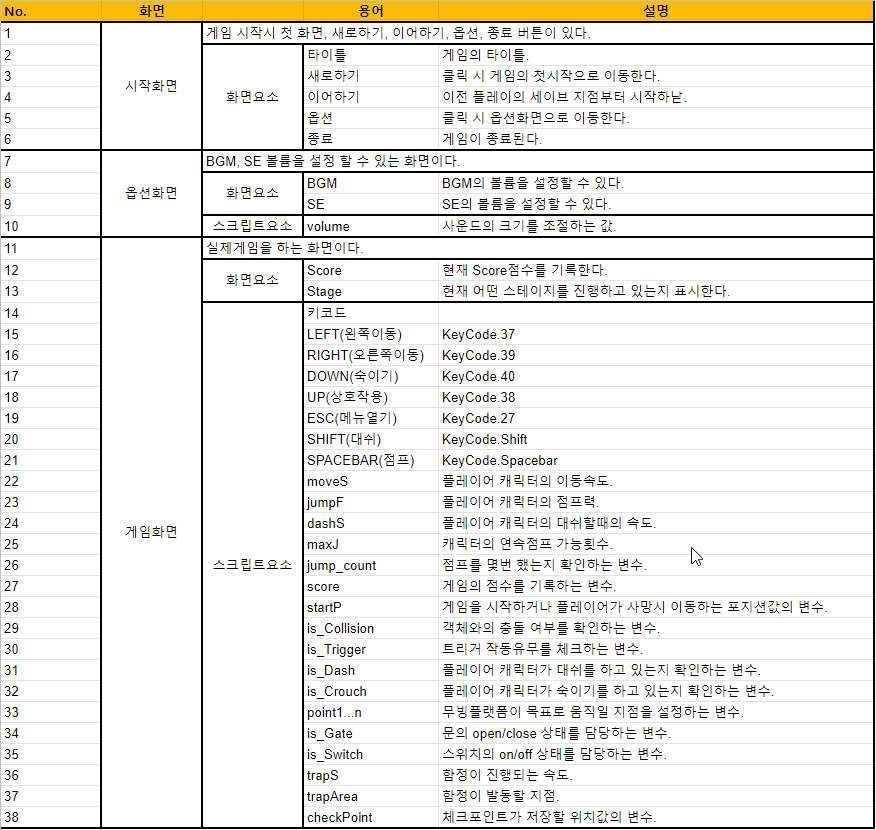 No. 화면 용어 설명
1 게임 시작시 첫 화면, 새로하기, 이어하기, 옵션, 종료 버튼이 있다.
시작화면
화면요소
2 타이틀 게임의 타이틀.
3 새로하기 클릭 시 게임의 첫시작으로 이동한다.
4 이어하기 이전 플레이의 세이브 지점부터 시작하낟.
5 옵션 클릭 시 옵션화면으로 이동한다.
6 종료 게임이 종료된다.
7 BGM, SE 볼륨을 설정 할 수 있는 화면이다.
옵션화면
화면요소
8 BGM BGM의 볼륨을 설정할 수 있다.
9 SE SE의 볼륨을 설정할 수 있다.
10 스크립트요소 volume 사운드의 크기를 조절하는 값.
11 실제게임을 하는 화면이다.
게임화면
화면요소
12 Score 현재 Score점수를 기록한다.
13 Stage 현재 어떤 스테이지를 진행하고 있는지 표시한다.
스크립트요소
14 키코드
15 LEFT(왼쪽이동) KeyCode.37
16 RIGHT(오른쪽이동) KeyCode.39
17 DOWN(숙이기) KeyCode.40
18 UP(상호작용) KeyCode.38
19 ESC(메뉴열기) KeyCode.27
20 SHIFT(대쉬) KeyCode.Shift
21 SPACEBAR(점프) KeyCode.Spacebar
22 moveS 플레이어 캐릭터의 이동속도.
23 jumpF 플레이어 캐릭터의 점프력.
24 dashS 플레이어 캐릭터의 대쉬할때의 속도.
25 maxJ 캐릭터의 연속점프 가능횟수.
26 jump_count 점프를 몇번 했는지 확인하는 변수.
27 score 게임의 점수를 기록하는 변수.
28 startP 게임을 시작하거나 플레이어가 사망시 이동하는 포지션값의 변수.
29 is_Collision 객체와의 충돌 여부를 확인하는 변수.
30 is_Trigger 트리거 작동유무를 체크하는 변수.
31 is_Dash 플레이어 캐릭터가 대쉬를 하고 있는지 확인하는 변수.
32 is_Crouch 플레이어 캐릭터가 숙이기를 하고 있는지 확인하는 변수.
33 point1...n 무빙플랫폼이 목표로 움직일 지점을 설정하는 변수.
34 is_Gate 문의 open/close 상태를 담당하는 변수.
35 is_Switch 스위치의 on/off 상태를 담당하는 변수.
36 trapS 함정이 진행되는 속도.
37 trapArea 함정이 발동할 지점.
38 checkPoint 체크포인트가 저장할 위치값의 변수.